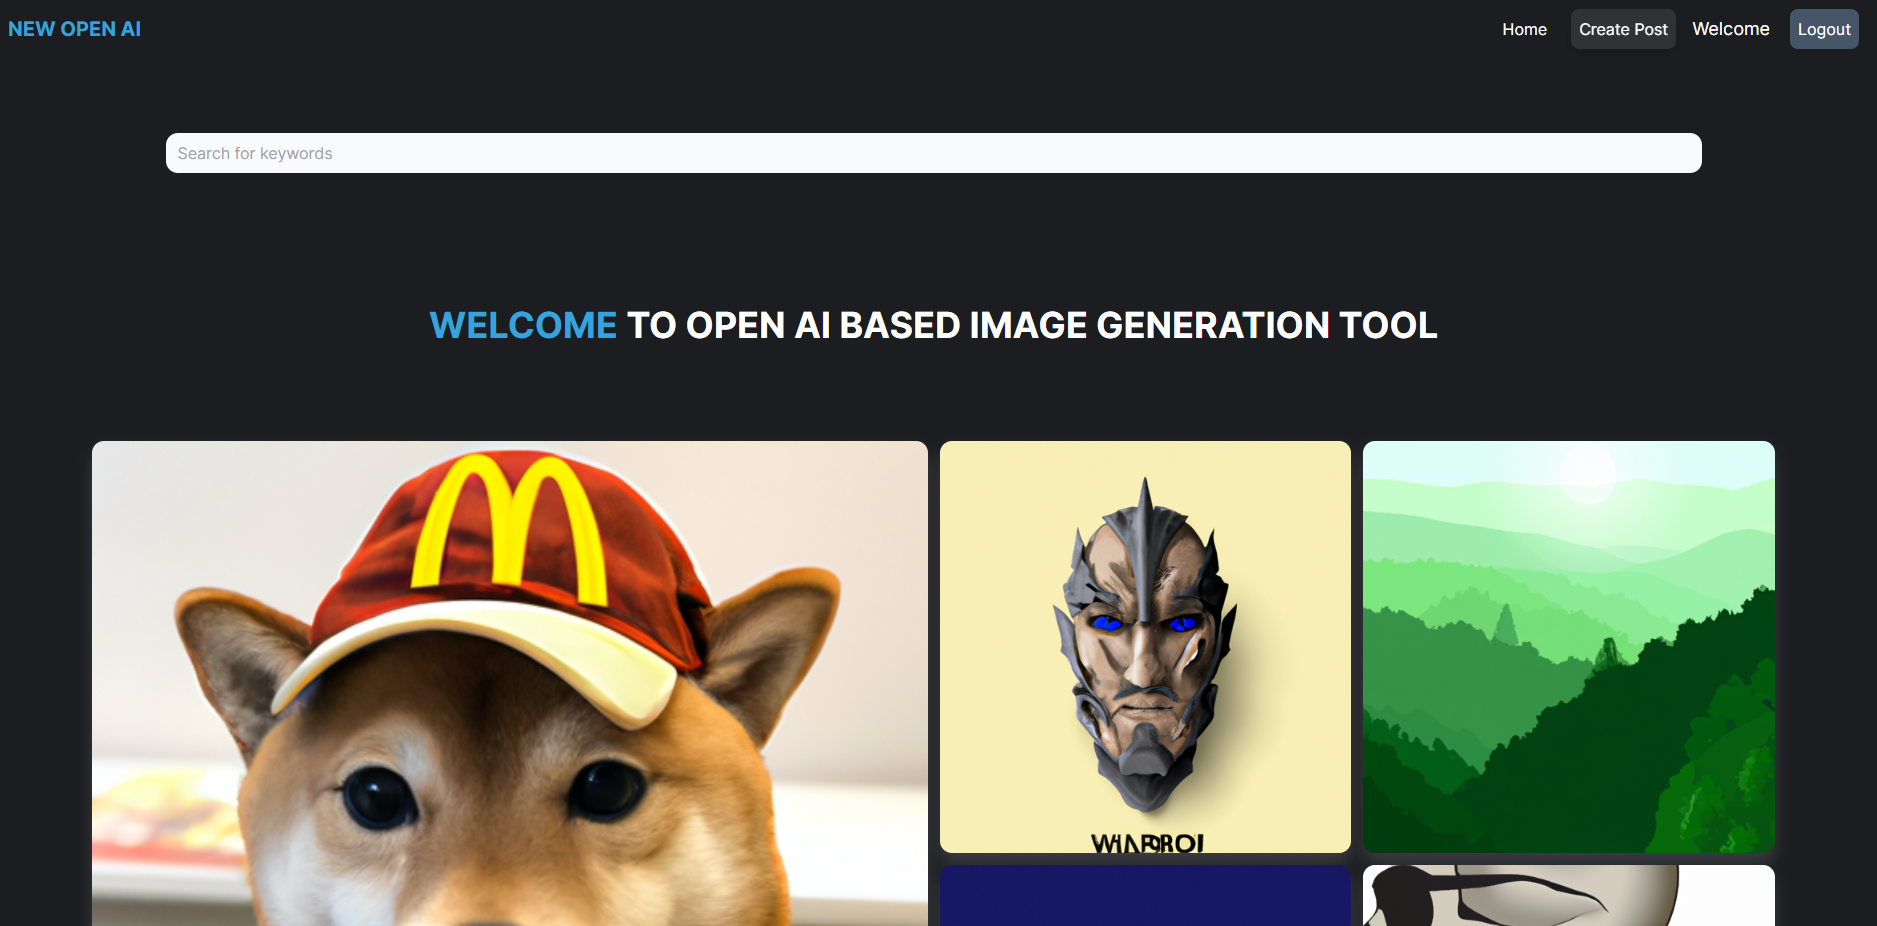 NEW OPEN AI
Home Create Post Welcome Logout
Search for keywords
WELCOME TO OPEN AI BASED IMAGE GENERATION TOOL